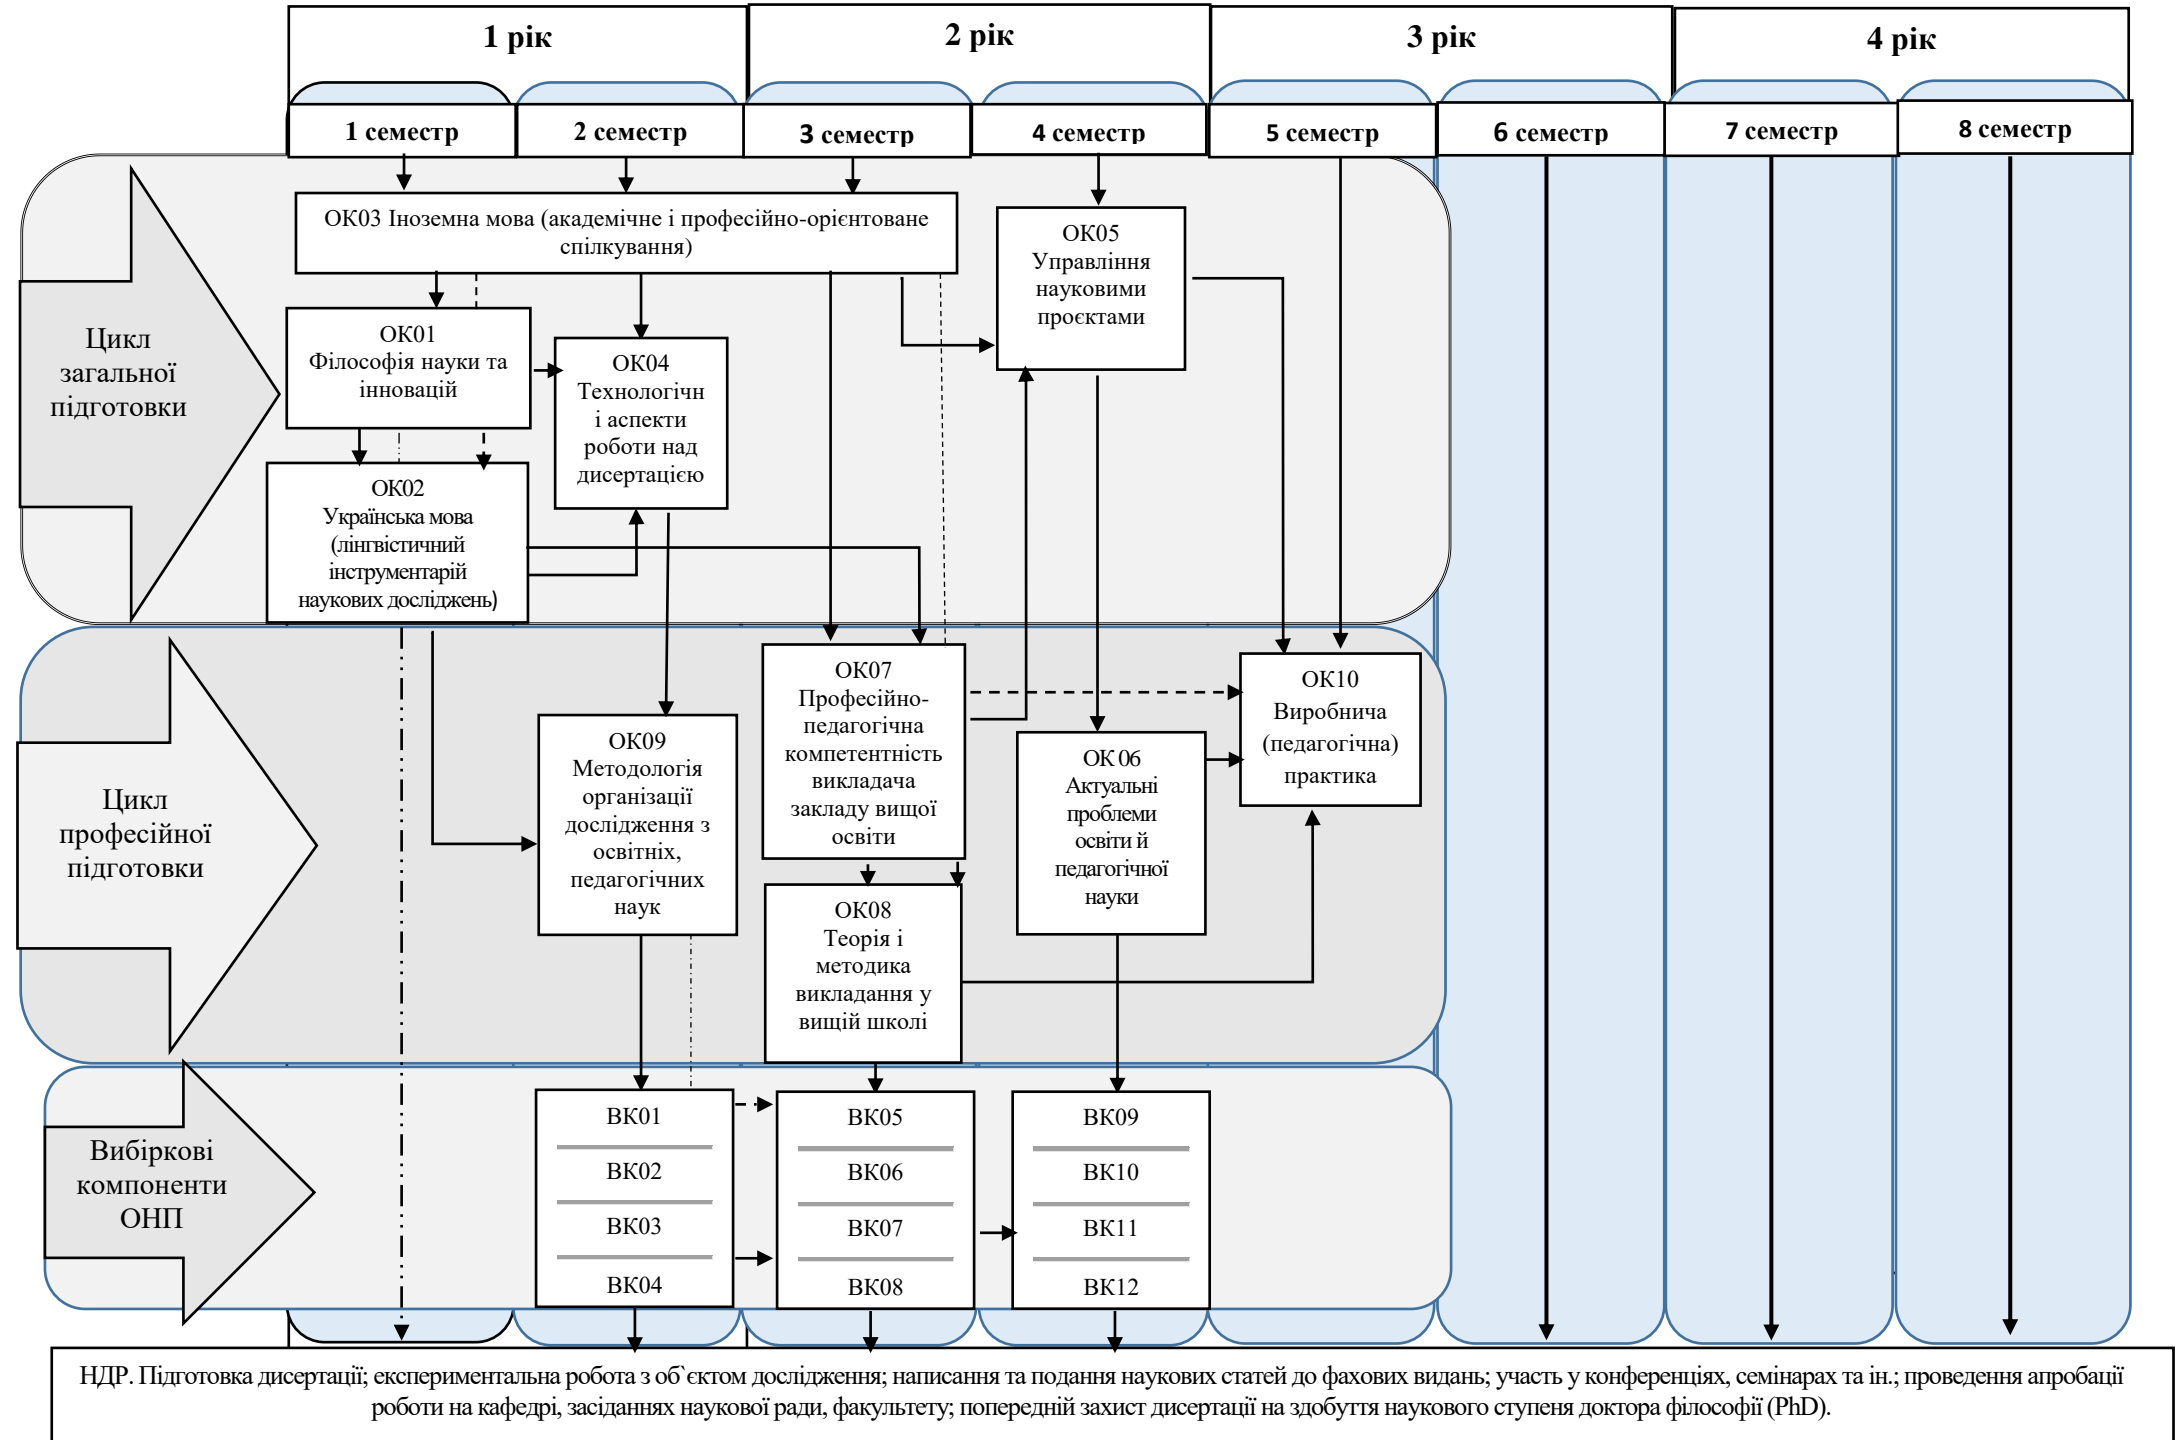 1 рік
2 рік
3 рік
4 рік
1 семестр
2 семестр
3 семестр
4 семестр
5 семестр
6 семестр
7 семестр
8 семестр
Цикл
загальної
підготовки
ОК03 Іноземна мова (академічне і професійно-орієнтоване
спілкування)
ОК05
Управління
науковими
проєктами
ОК01
Філософія науки та
інновацій
ОК04
Технологічн
і аспекти
роботи над
дисертацією
ОК02
Українська мова
(лінгвістичний
інструментарій
наукових досліджень)
Цикл
професійної
підготовки
ОК09
Методологія
організації
дослідження з
освітніх,
педагогічних
наук
ОК07
Професійно-
педагогічна
компетентність
викладача
закладу вищої
освіти
ОК08
Теорія і
методика
викладання у
вищій школі
ОК 06
Актуальні
проблеми
освіти й
педагогічної
науки
ОК10
Виробнича
(педагогічна)
практика
Вибіркові
компоненти
ОНП
ВК01
ВК02
ВК03
ВК04
ВК05
ВК06
ВК07
ВК08
ВК09
ВК10
ВК11
ВК12
НДР. Підготовка дисертації; експериментальна робота з об`єктом дослідження; написання та подання наукових статей до фахових видань; участь у конференціях, семінарах та ін.; проведення апробації
роботи на кафедрі, засіданнях наукової ради, факультету; попередній захист дисертації на здобуття наукового ступеня доктора філософії (PhD).